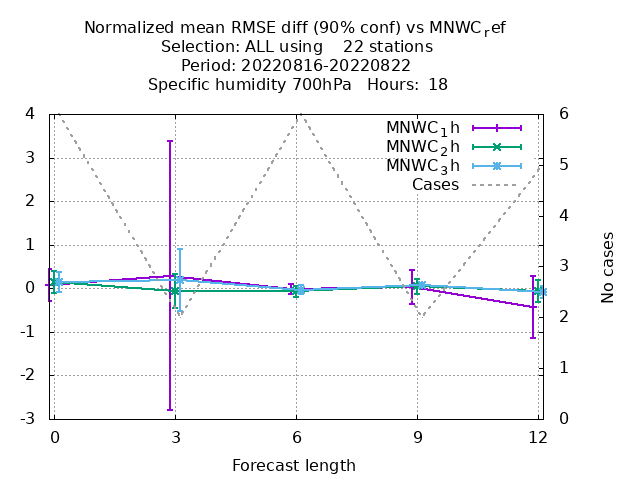 Normalized mean RMSE diff (90% conf) vs MNWC_ref
Selection: ALL using    22 stations
Period: 20220816-20220822
Specific humidity 700hPa   Hours:  18
MNWC_1h
MNWC_2h
MNWC_3h
Cases
4
3
2
1
0
-1
-2
-3
6
5
4
3
2
1
0
No cases
0 3 6 9 12
Forecast length